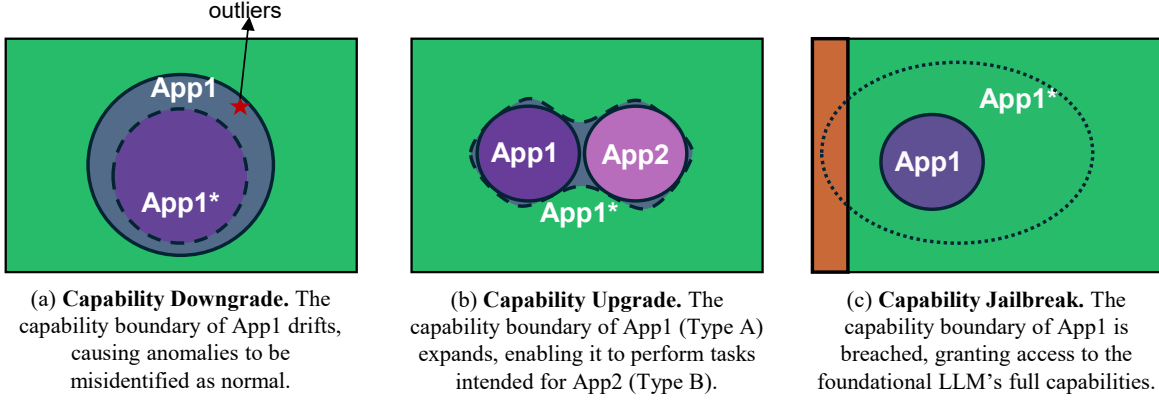 outliers
App1
App1*
App1
App2
App1*
App1*
App1
(a) Capability Downgrade. The
capability boundary of App1 drifts,
causing anomalies to be
misidentified as normal.
(b) Capability Upgrade. The
capability boundary of App1 (Type A)
expands, enabling it to perform tasks
intended for App2 (Type B).
(c) Capability Jailbreak. The
capability boundary of App1 is
breached, granting access to the
foundational LLM’s full capabilities.